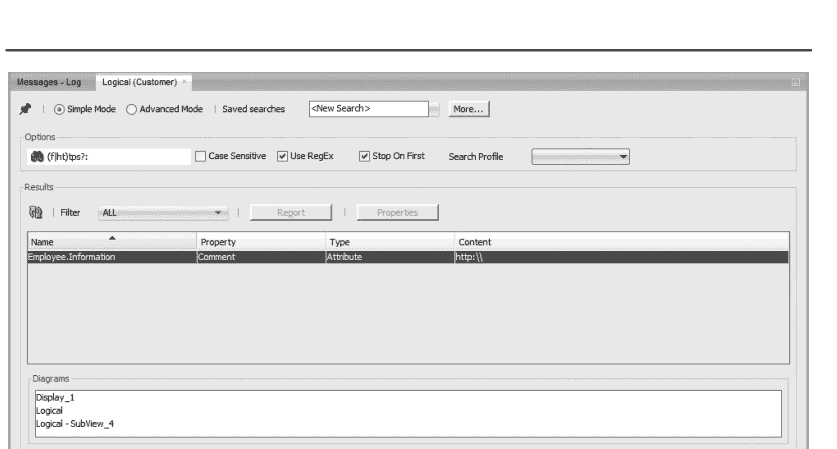 Messages - Log Logical (Customer)
Simple Mode Advanced Mode Saved searches <New Search> More...
Options
(f|ht)tps?: Case Sensitive Use RegEx Stop On First Search Profile
Results
Filter ALL Report Properties
Name Property Type Content
Employee.Information Comment Attribute http:\\
Diagrams
Display_1
Logical
Logical - SubView_4